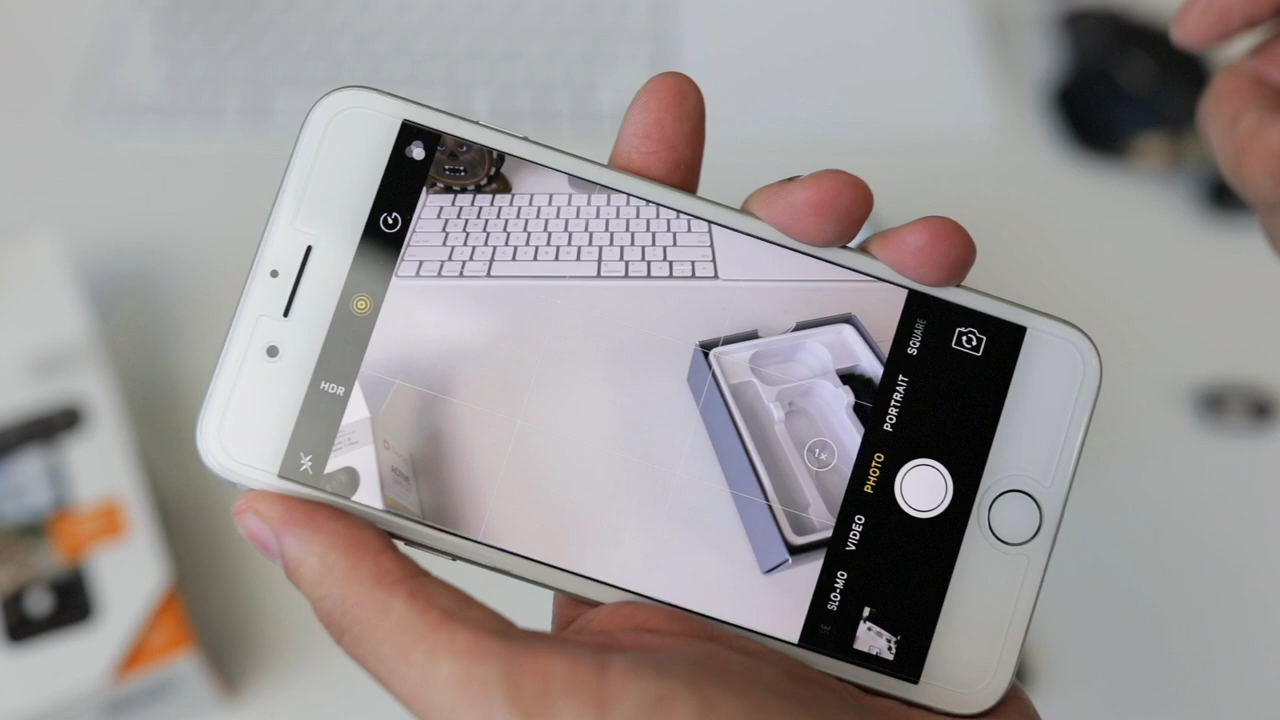 HDR
1x
SQUARE
PORTRAIT
PHOTO
VIDEO
SLO-MO